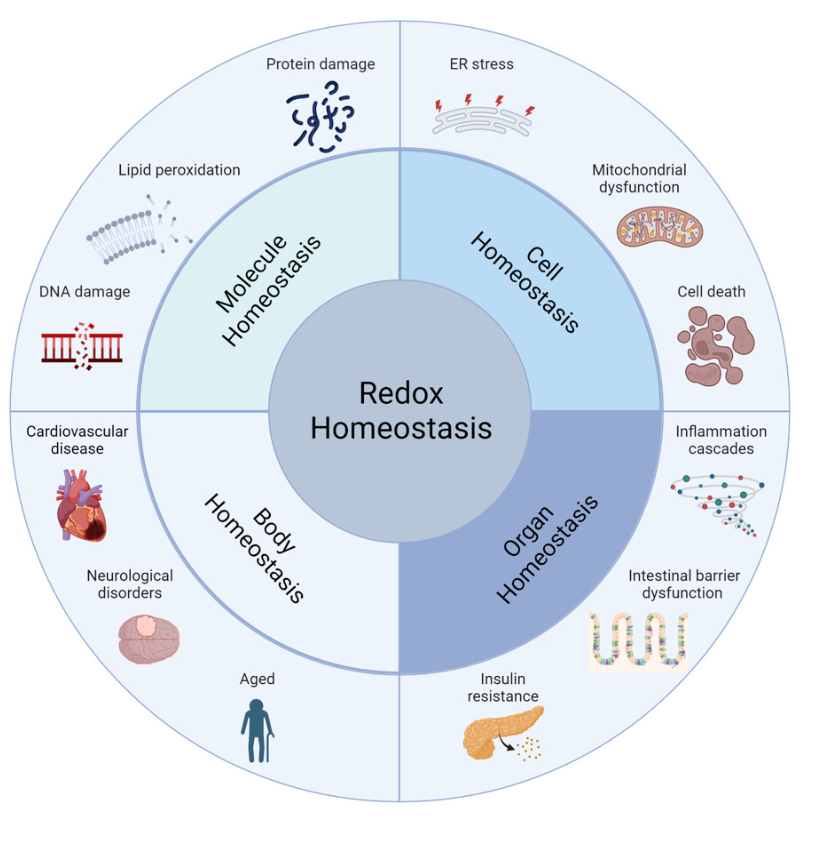 Protein damage
ER stress
Lipid peroxidation
Mitochondrial
dysfunction
DNA damage
Cell death
Molecule
Homeostasis
Cell
Homeostasis
Redox
Homeostasis
Cardiovascular
disease
Inflammation
cascades
Body
Homeostasis
Organ
Homeostasis
Neurological
disorders
Intestinal barrier
dysfunction
Aged
Insulin
resistance